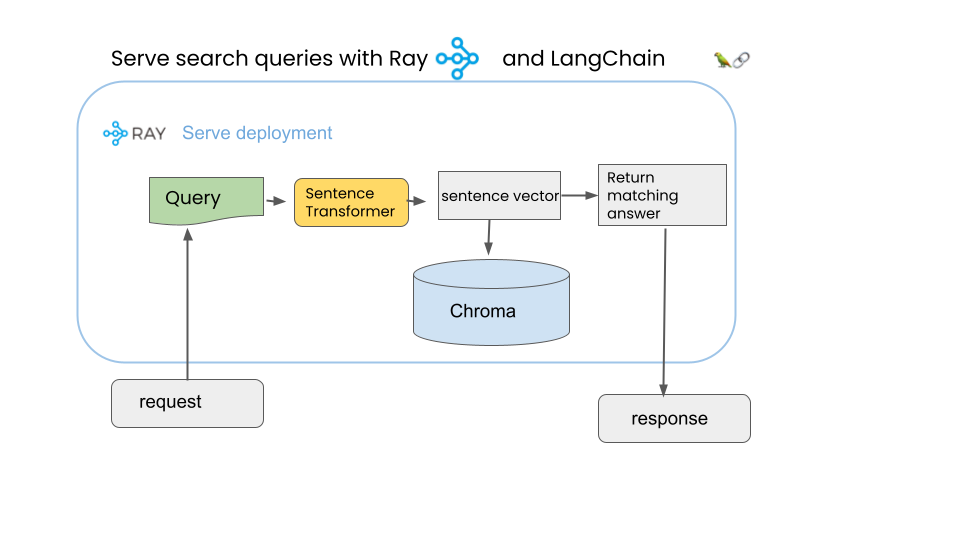 Serve search queries with Ray and LangChain
RAY Serve deployment
Query
Sentence
Transformer
sentence vector
Return
matching
answer
Chroma
request
response